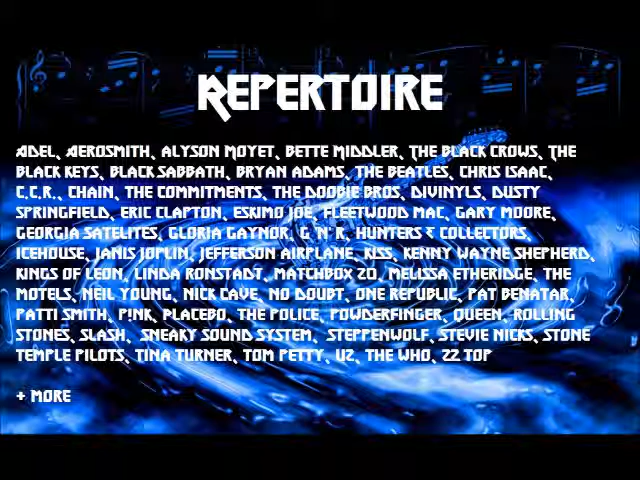 REPERTOIRE
ADEL, AEROSMITH, ALYSON MOYET, BETTE MIDDLER, THE BLACK CROWS, THE
BLACK KEYS, BLACK SABBATH, BRYAN ADAMS, THE BEATLES, CHRIS ISAAC,
C.C.R., CHAIN, THE COMMITMENTS, THE DOOBIE BROS, DIVINYLS, DUSTY
SPRINGFIELD, ERIC CLAPTON, ESKIMO JOE, FLEETWOOD MAC, GARY MOORE,
GEORGIA SATELITES, GLORIA GAYNOR, G 'N' R, HUNTERS & COLLECTORS,
ICEHOUSE, JANIS JOPLIN, JEFFERSON AIRPLANE, KISS, KENNY WAYNE SHEPHERD,
KINGS OF LEON, LINDA RONSTADT, MATCHBOX 20, MELISSA ETHERIDGE, THE
MOTELS, NEIL YOUNG, NICK CAVE, NO DOUBT, ONE REPUBLIC, PAT BENATAR,
PATTI SMITH, P!NK, PLACEBO, THE POLICE, POWDERFINGER, QUEEN, ROLLING
STONES, SLASH, SNEAKY SOUND SYSTEM, STEPPENWOLF, STEVIE NICKS, STONE
TEMPLE PILOTS, TINA TURNER, TOM PETTY, U2, THE WHO, ZZ TOP
+ MORE